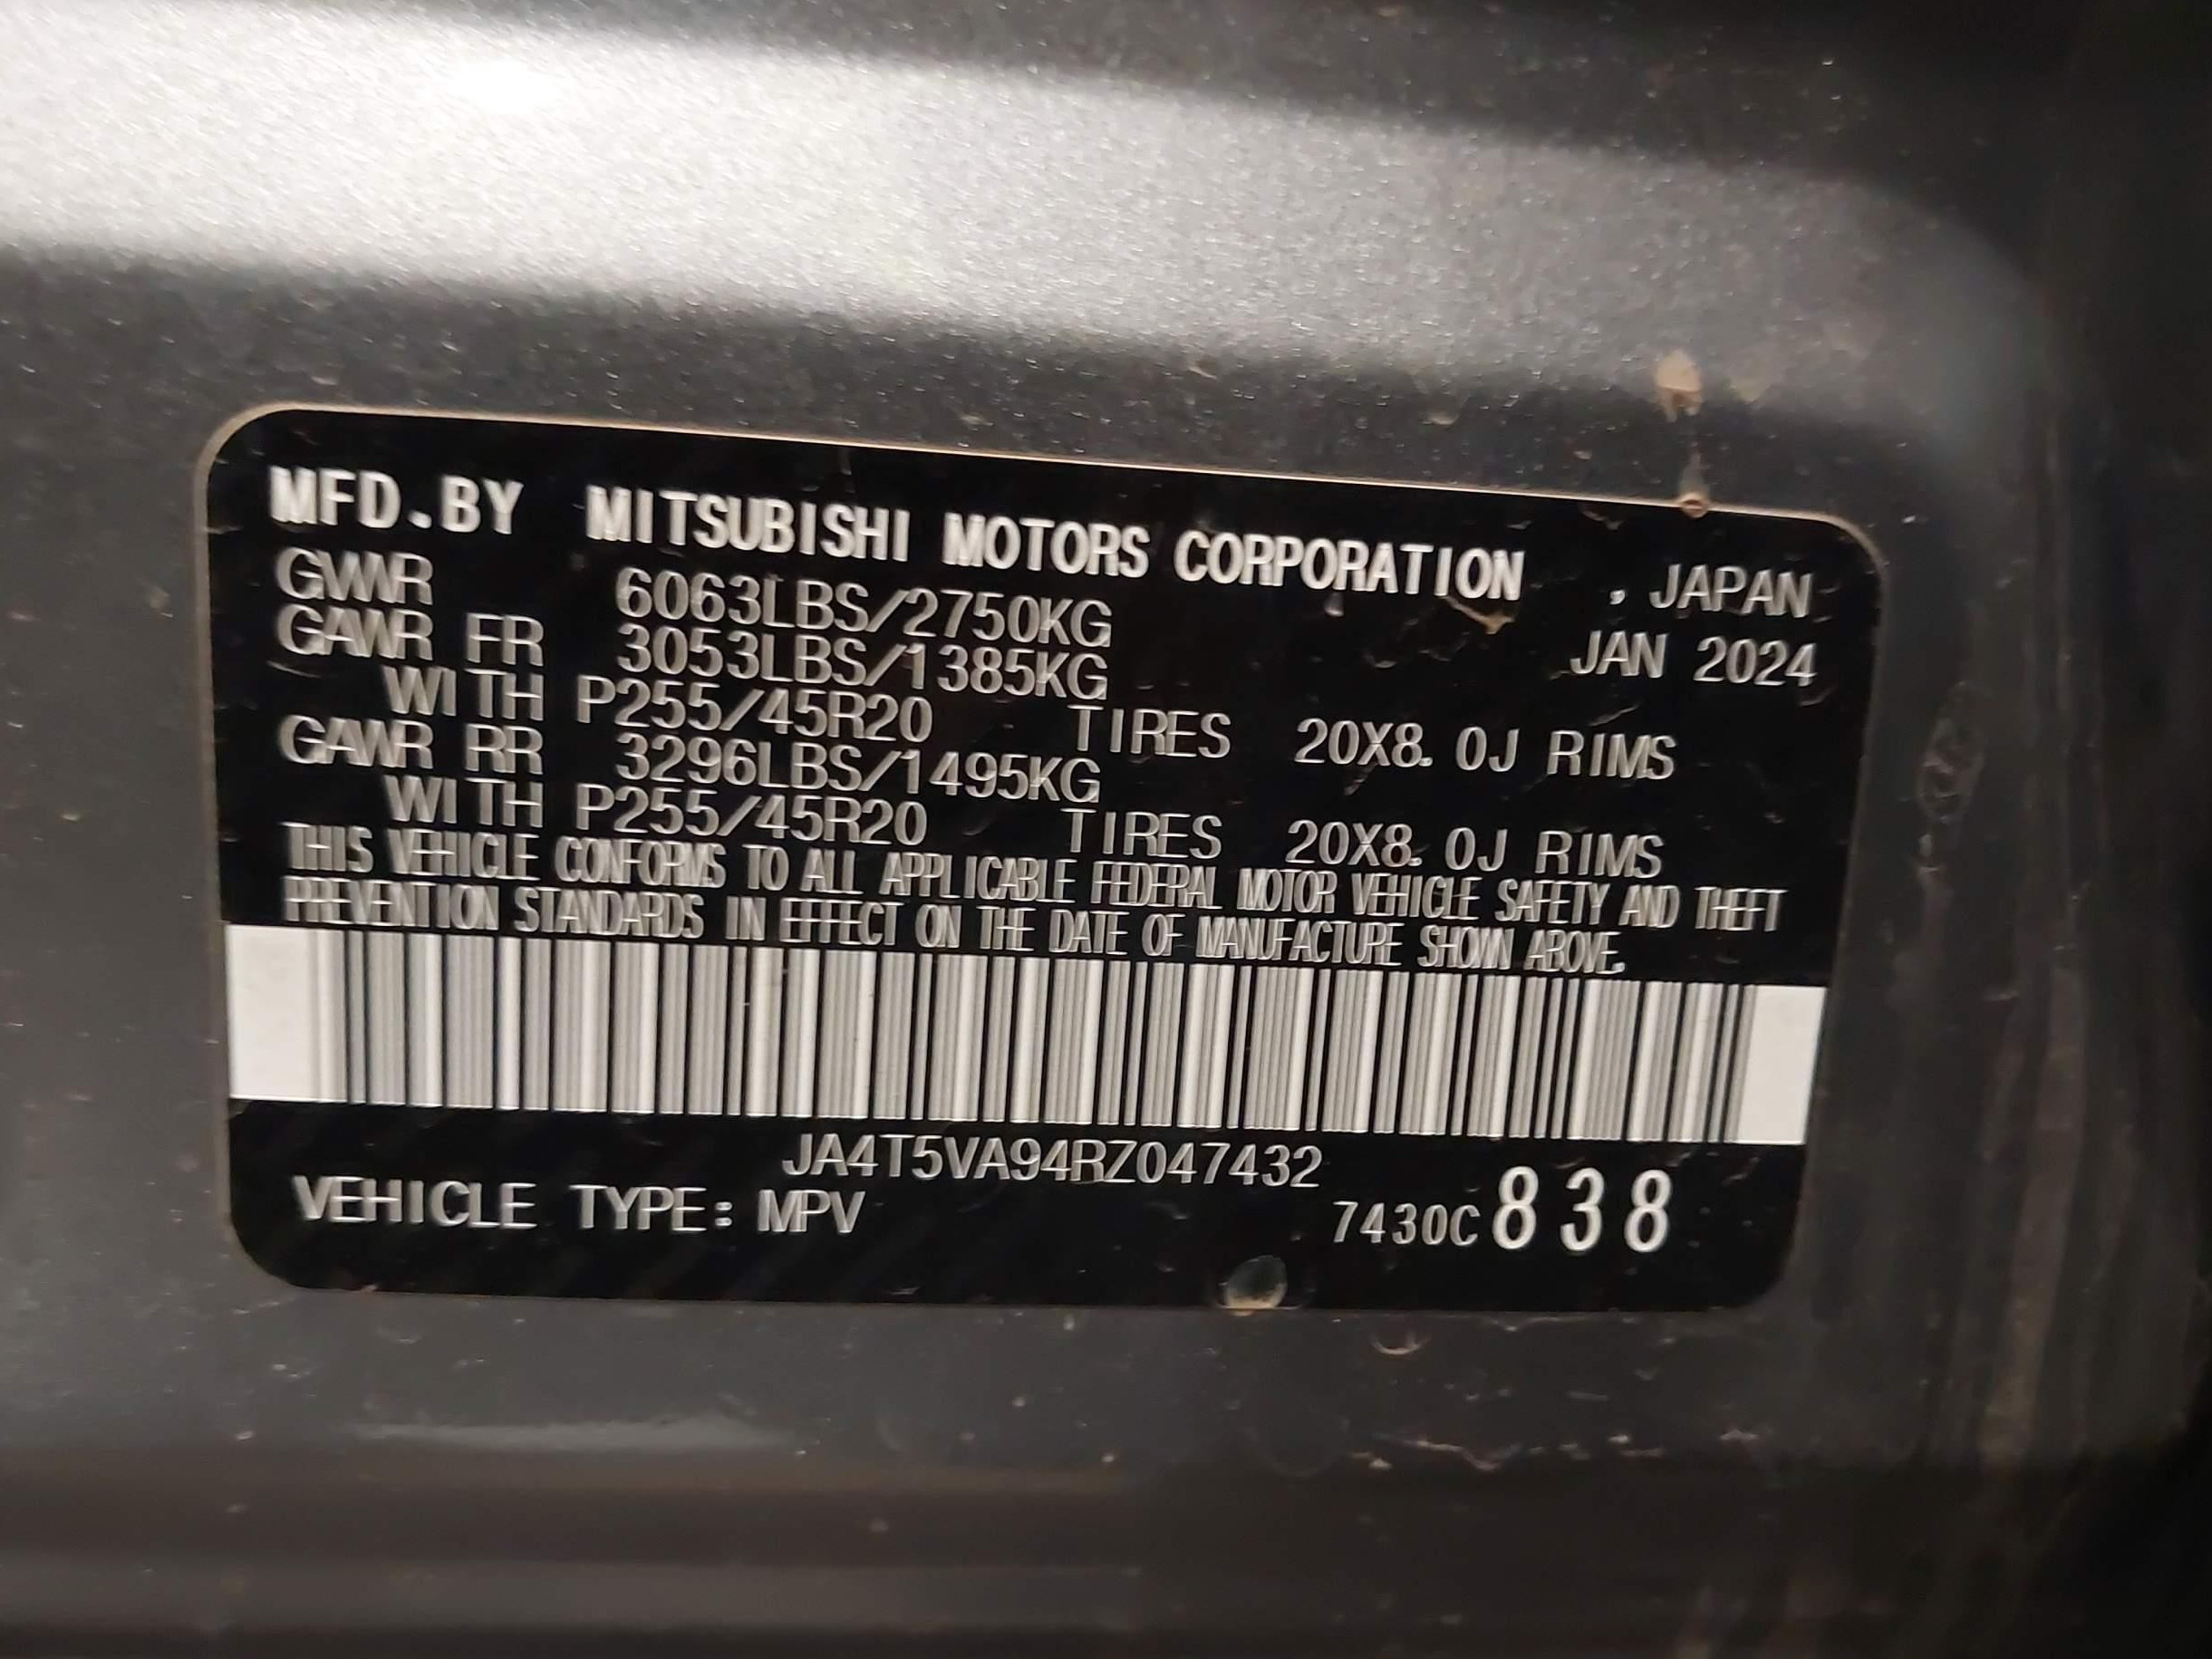 MFD.BY MITSUBISHI MOTORS CORPORATION , JAPAN
GVWR 6063LBS/2750KG JAN 2024
GAWR FR 3053LBS/1385KG
WITH P255/45R20 TIRES 20X8.0J RIMS
GAWR RR 3296LBS/1495KG
WITH P255/45R20 TIRES 20X8.0J RIMS
THIS VEHICLE CONFORMS TO ALL APPLICABLE FEDERAL MOTOR VEHICLE SAFETY AND THEFT
PREVENTION STANDARDS IN EFFECT ON THE DATE OF MANUFACTURE SHOWN ABOVE.
JA4T5VA94RZ047432
VEHICLE TYPE: MPV 7430C 838